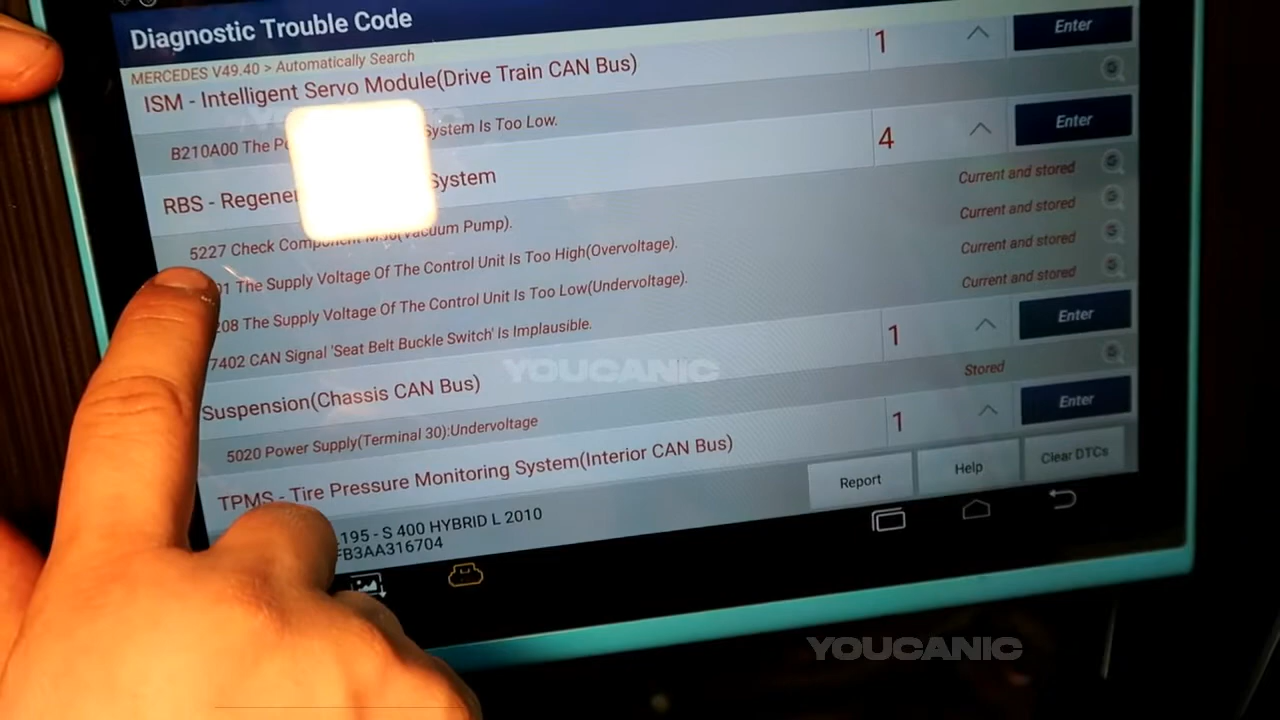 Diagnostic Trouble Code
MERCEDES V49.40 > Automatically Search
ISM - Intelligent Servo Module(Drive Train CAN Bus) 1 Enter
B210A00 The System Is Too Low.
RBS - System 4 Enter
5227 Check (Vacuum Pump). Current and stored
The Supply Voltage Of The Control Unit Is Too High(Overvoltage). Current and stored
The Supply Voltage Of The Control Unit Is Too Low(Undervoltage). Current and stored
7402 CAN Signal 'Seat Belt Buckle Switch' Is Implausible. Current and stored
Suspension(Chassis CAN Bus) 1 Enter
5020 Power Supply(Terminal 30):Undervoltage Stored
TPMS - Tire Pressure Monitoring System(Interior CAN Bus) 1 Enter
195 - S 400 HYBRID L 2010
FB3AA316704
Report Help Clear DTCs
YOUCANIC
YOUCANIC